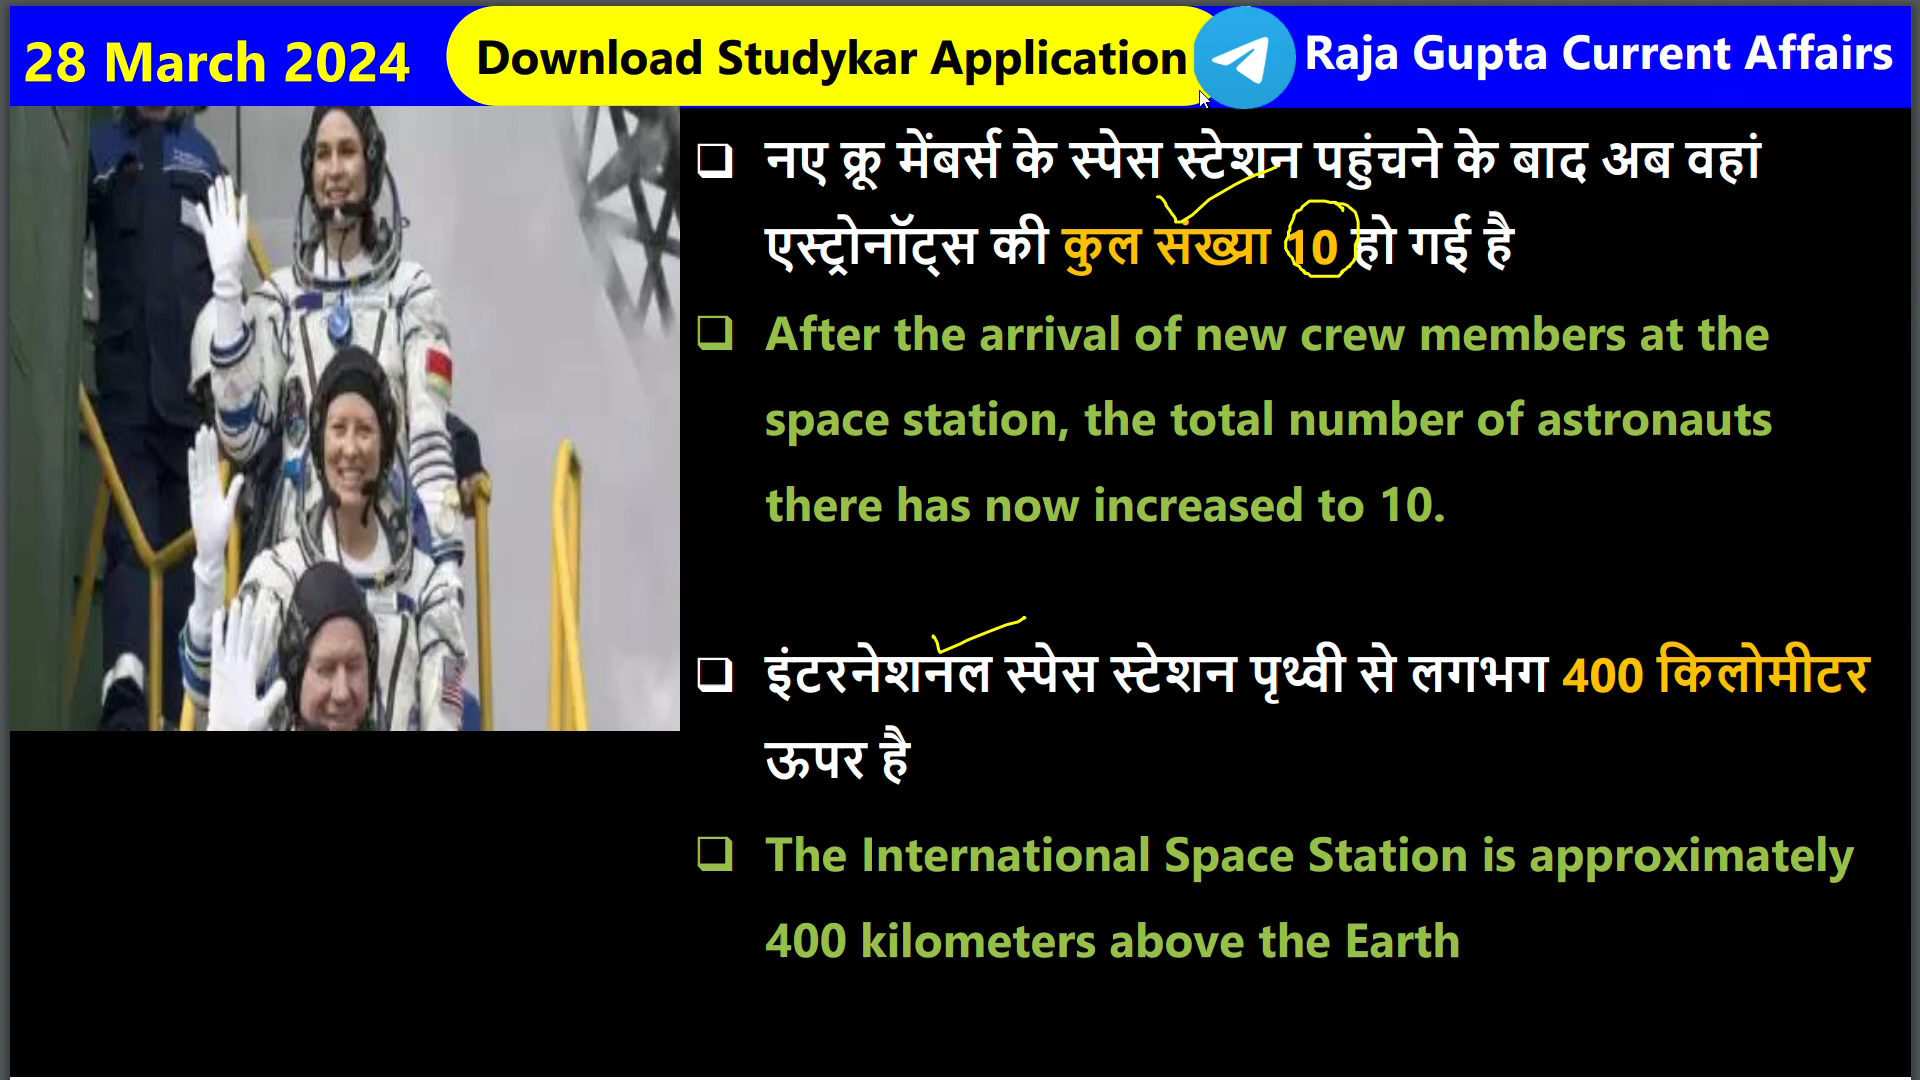 28 March 2024
Download Studykar Application
Raja Gupta Current Affairs
नए क्रू मेंबर्स के स्पेस स्टेशन पहुंचने के बाद अब वहां
एस्ट्रोनॉट्स की कुल संख्या 10 हो गई है
After the arrival of new crew members at the
space station, the total number of astronauts
there has now increased to 10.
इंटरनेशनल स्पेस स्टेशन पृथ्वी से लगभग 400 किलोमीटर
ऊपर है
The International Space Station is approximately
400 kilometers above the Earth